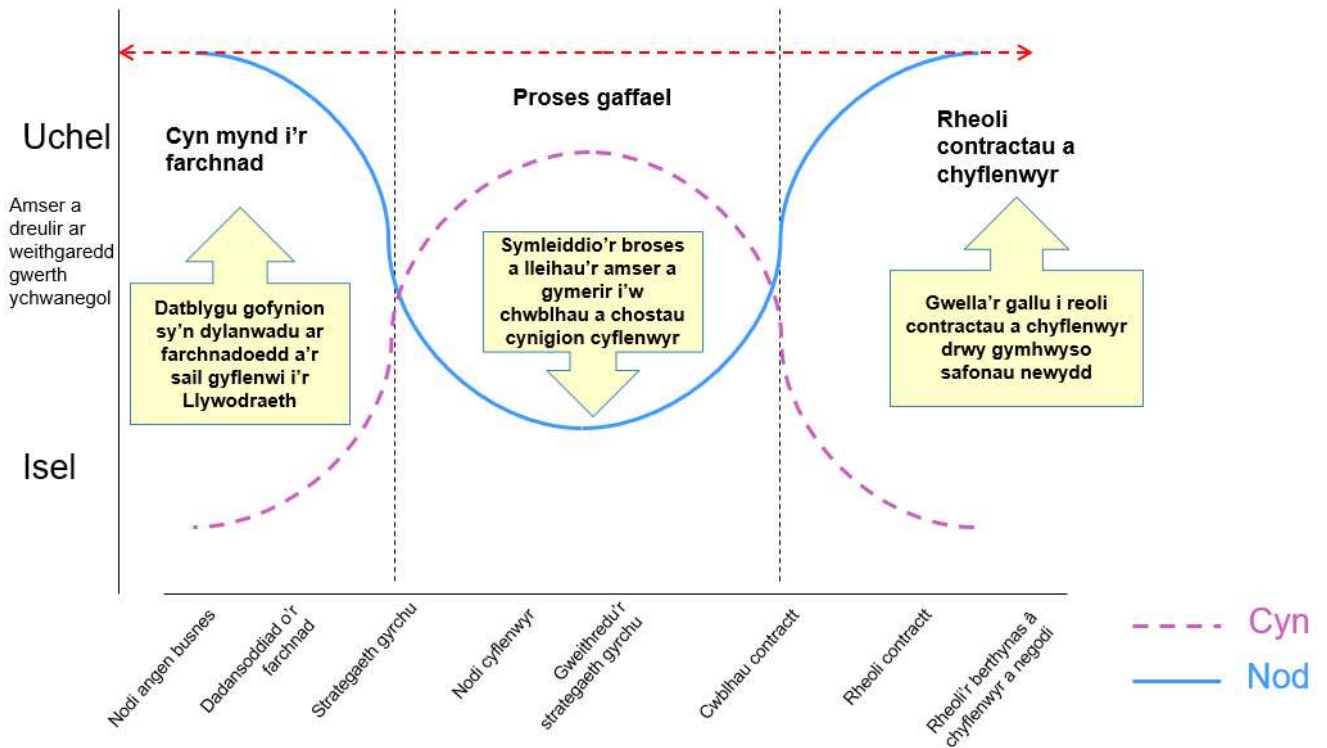 Proses gaffael
Uchel
Cyn mynd i’r
farchnad
Rheoli
contractau a
chyflenwyr
Amser a
dreulir ar
weithgaredd
gwerth
ychwanegol
Symleiddio’r broses
a lleihau’r amser a
gymerir i’w
chwblhau a chostau
cynigion cyflenwyr
Datblygu gofynion
sy’n dylanwadu ar
farchnadoedd a’r
sail gyflenwi i’r
Llywodraeth
Gwella’r gallu i reoli
contractau a chyflenwyr
drwy gymhwyso
safonau newydd
Isel
Nodi angen busnes
Dadansoddiad o’r
farchnad
Strategaeth gyrchu
Nodi cyflenwyr
Gweithredu’r
strategaeth gyrchu
Cwblhau contractt
Rheoli contractt
Rheoli’r berthynas â
chyflenwyr a negodi
Cyn
Nod